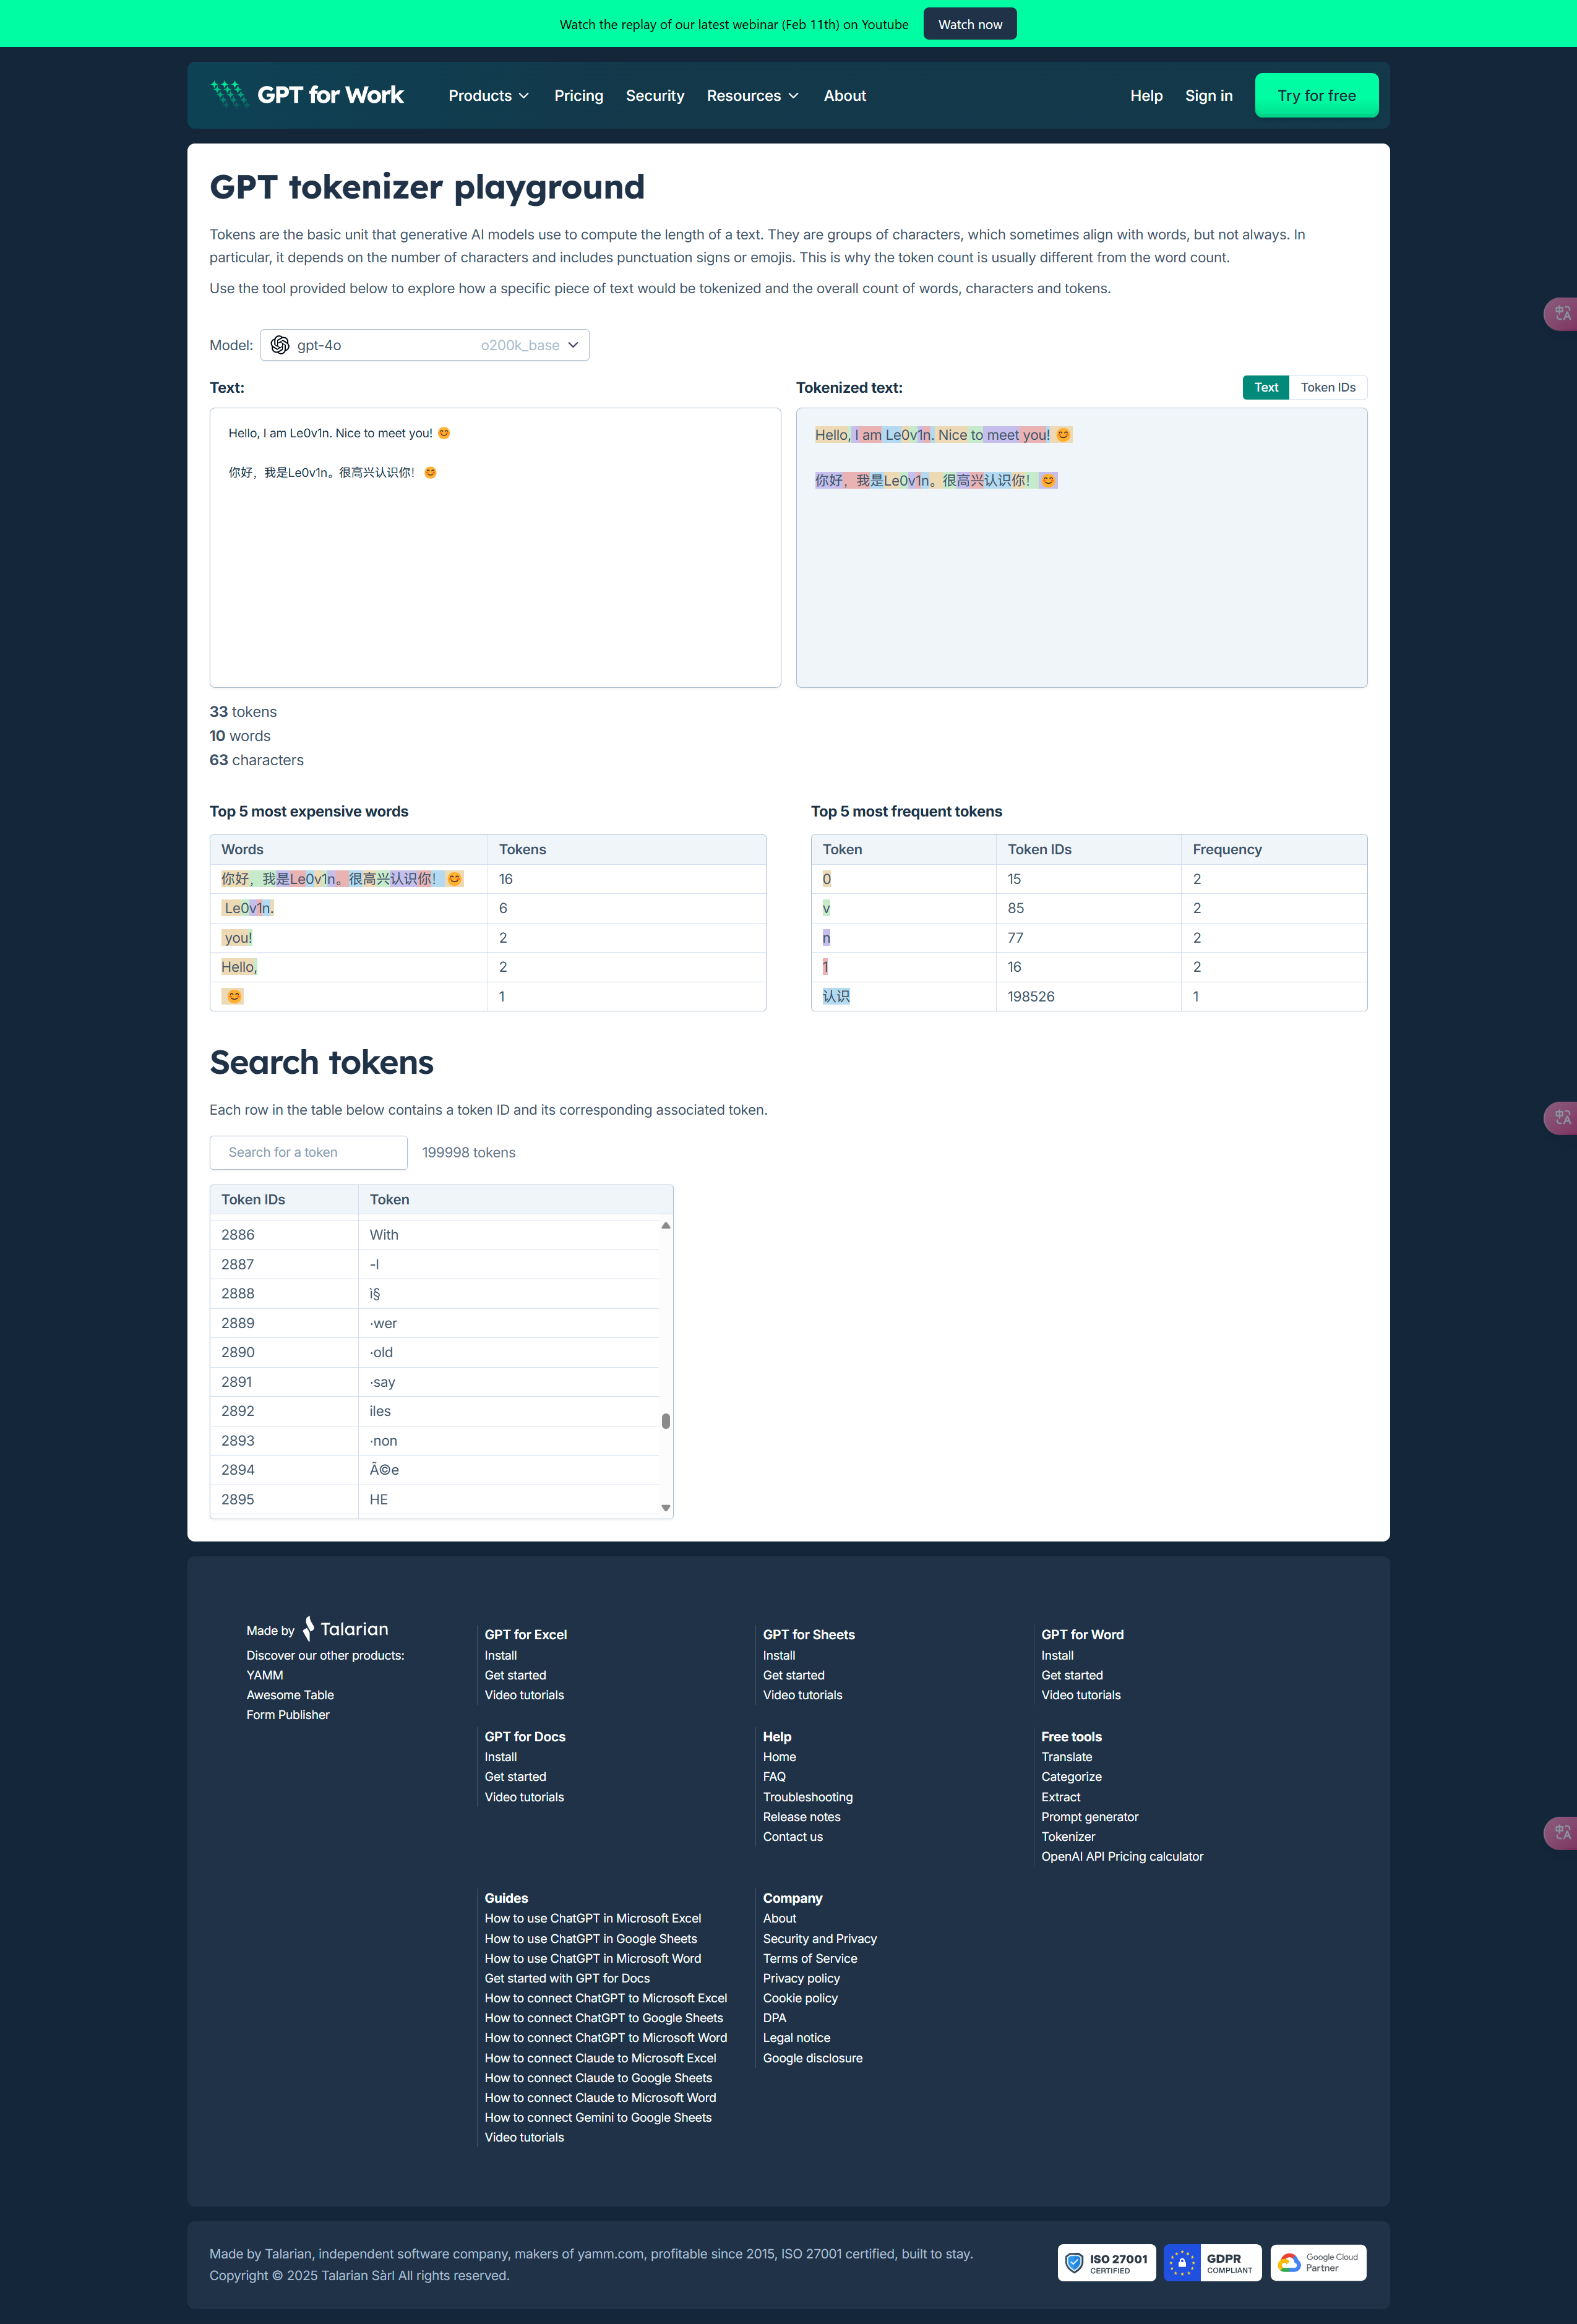 Watch the replay of our latest webinar (Feb 11th) on Youtube Watch now
GPT for Work Products Pricing Security Resources About Help Sign in Try for free
GPT tokenizer playground
Tokens are the basic unit that generative AI models use to compute the length of a text. They are groups of characters, which sometimes align with words, but not always. In
particular, it depends on the number of characters and includes punctuation signs or emojis. This is why the token count is usually different from the word count.
Use the tool provided below to explore how a specific piece of text would be tokenized and the overall count of words, characters and tokens.
Model: gpt-4o o200k_base
Text:
Hello, I am Le0v1n. Nice to meet you! 😊
你好，我是Le0v1n。很高兴认识你！😊
Tokenized text: Text Token IDs
Hello, I am Le0v1n. Nice to meet you! 😊
你好，我是Le0v1n。很高兴认识你！😊
33 tokens
10 words
63 characters
Top 5 most expensive words
Words Tokens
你好，我是Le0v1n。很高兴认识你！😊 16
Le0v1n. 6
you! 2
Hello, 2
😊 1
Top 5 most frequent tokens
Token Token IDs Frequency
0 15 2
v 85 2
n 77 2
1 16 2
认识 198526 1
Search tokens
Each row in the table below contains a token ID and its corresponding associated token.
Search for a token 199998 tokens
Token IDs Token
2886 With
2887 -l
2888 ì§
2889 ·wer
2890 ·old
2891 ·say
2892 iles
2893 ·non
2894 Ã©e
2895 HE
Made by Talarian
Discover our other products:
YAMM
Awesome Table
Form Publisher
GPT for Excel
Install
Get started
Video tutorials
GPT for Sheets
Install
Get started
Video tutorials
GPT for Word
Install
Get started
Video tutorials
GPT for Docs
Install
Get started
Video tutorials
Help
Home
FAQ
Troubleshooting
Release notes
Contact us
Free tools
Translate
Categorize
Extract
Prompt generator
Tokenizer
OpenAI API Pricing calculator
Guides
How to use ChatGPT in Microsoft Excel
How to use ChatGPT in Google Sheets
How to use ChatGPT in Microsoft Word
Get started with GPT for Docs
How to connect ChatGPT to Microsoft Excel
How to connect ChatGPT to Google Sheets
How to connect ChatGPT to Microsoft Word
How to connect Claude to Microsoft Excel
How to connect Claude to Google Sheets
How to connect Claude to Microsoft Word
How to connect Gemini to Google Sheets
Video tutorials
Company
About
Security and Privacy
Terms of Service
Privacy policy
Cookie policy
DPA
Legal notice
Google disclosure
Made by Talarian, independent software company, makers of yamm.com, profitable since 2015, ISO 27001 certified, built to stay.
Copyright © 2025 Talarian Sàrl All rights reserved.
ISO 27001
CERTIFIED
GDPR
COMPLIANT
Google Cloud
Partner